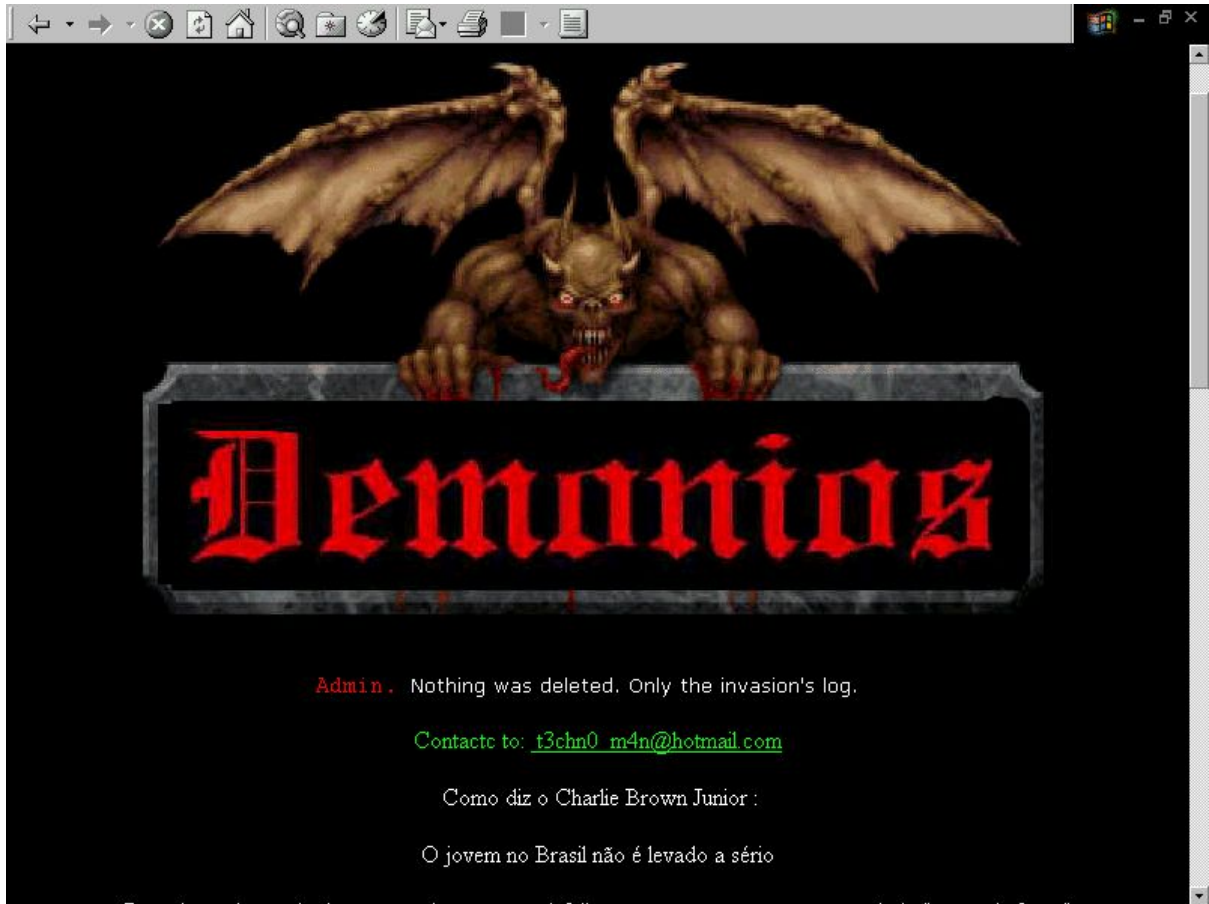 Demonios
Admin. Nothing was deleted. Only the invasion's log.
Contactc to: t3chn0_m4n@hotmail.com
Como diz o Charlie Brown Junior :
O jovem no Brasil não é levado a sério